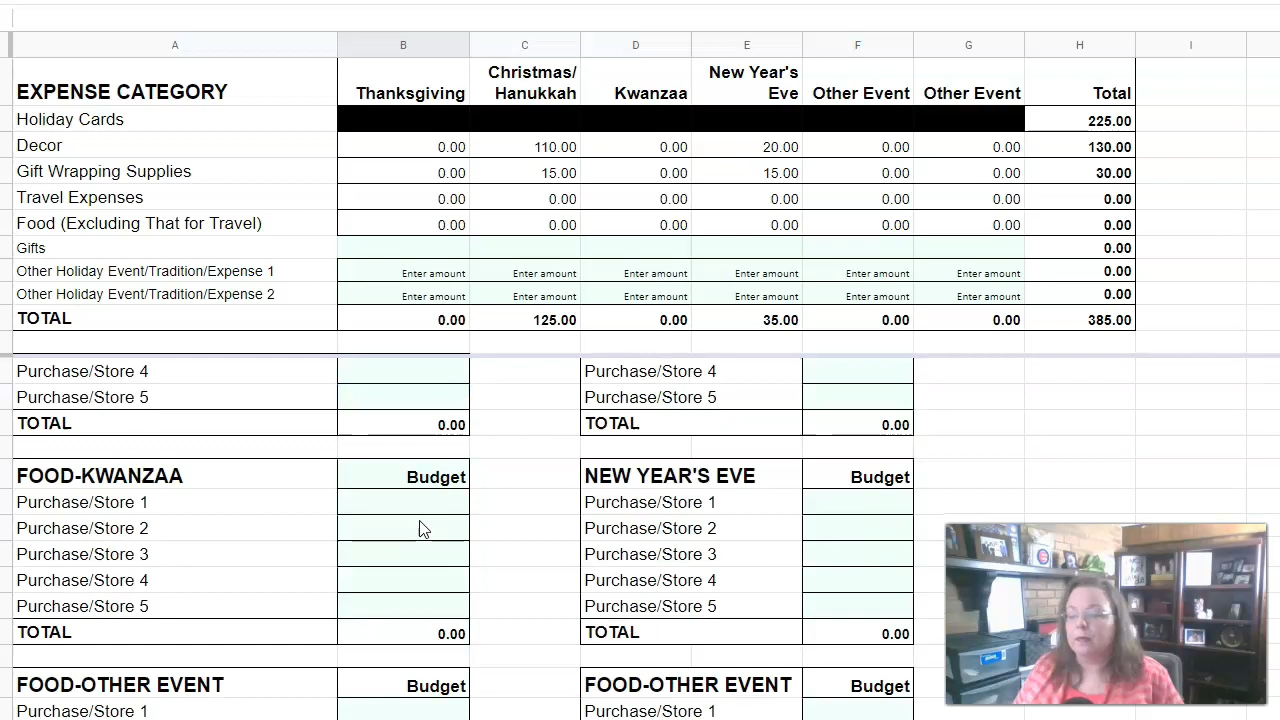 A B C D E F G H I
EXPENSE CATEGORY Thanksgiving Christmas/ Hanukkah Kwanzaa New Year's Eve Other Event Other Event Total
Holiday Cards 225.00
Decor 0.00 110.00 0.00 20.00 0.00 0.00 130.00
Gift Wrapping Supplies 0.00 15.00 0.00 15.00 0.00 0.00 30.00
Travel Expenses 0.00 0.00 0.00 0.00 0.00 0.00 0.00
Food (Excluding That for Travel) 0.00 0.00 0.00 0.00 0.00 0.00 0.00
Gifts 0.00
Other Holiday Event/Tradition/Expense 1 Enter amount Enter amount Enter amount Enter amount Enter amount Enter amount 0.00
Other Holiday Event/Tradition/Expense 2 Enter amount Enter amount Enter amount Enter amount Enter amount Enter amount 0.00
TOTAL 0.00 125.00 0.00 35.00 0.00 0.00 385.00
Purchase/Store 4 Purchase/Store 4
Purchase/Store 5 Purchase/Store 5
TOTAL 0.00 TOTAL 0.00
FOOD-KWANZAA Budget NEW YEAR'S EVE Budget
Purchase/Store 1 Purchase/Store 1
Purchase/Store 2 Purchase/Store 2
Purchase/Store 3 Purchase/Store 3
Purchase/Store 4 Purchase/Store 4
Purchase/Store 5 Purchase/Store 5
TOTAL 0.00 TOTAL 0.00
FOOD-OTHER EVENT Budget FOOD-OTHER EVENT Budget
Purchase/Store 1 Purchase/Store 1